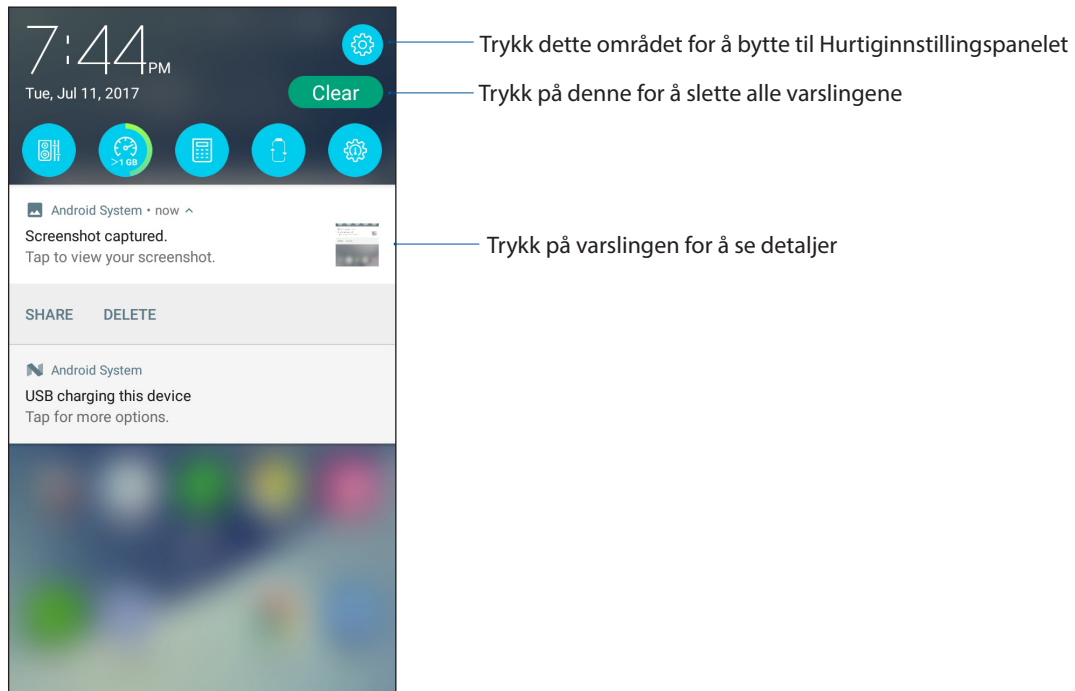 7:44 PM
Trykk dette området for å bytte til Hurtiginnstillingspanelet
Tue, Jul 11, 2017
Clear
Trykk på denne for å slette alle varslingene
>1 GB
Android System • now
Screenshot captured.
Tap to view your screenshot.
Trykk på varslingen for å se detaljer
SHARE DELETE
Android System
USB charging this device
Tap for more options.